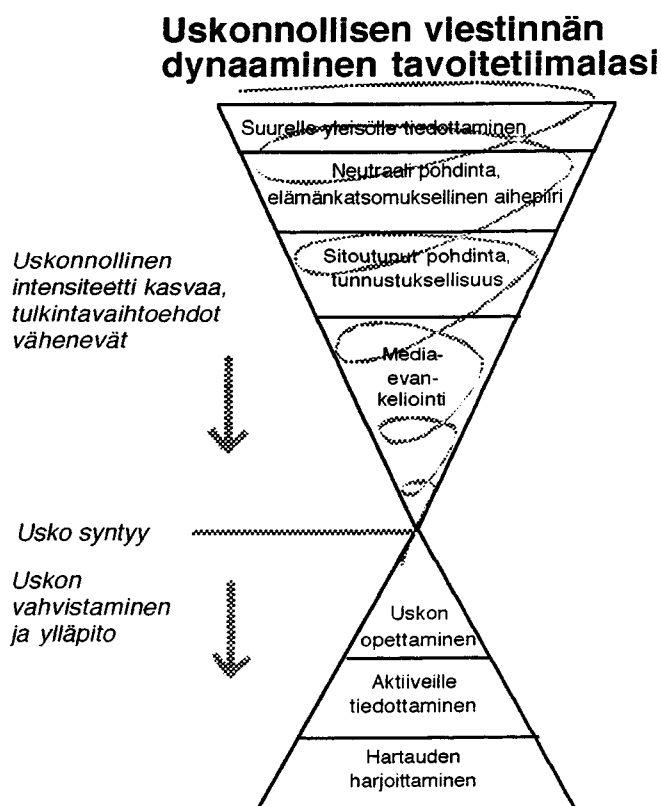 Uskonnollisen viestinnän
dynaaminen tavoitetiimalasi
Suurelle yleisölle tiedottaminen
Neutraali pohdinta,
elämänkatsomuksellinen aihepiiri
Sitoutunut pohdinta,
tunnustuksellisuus
Uskonnollinen
intensiteetti kasvaa,
tulkintavaihtoehdot
vähenevät
Media-
evan-
keliointi
Usko syntyy
Uskon
vahvistaminen
ja ylläpito
Uskon
opettaminen
Aktiiveille
tiedottaminen
Hartauden
harjoittaminen